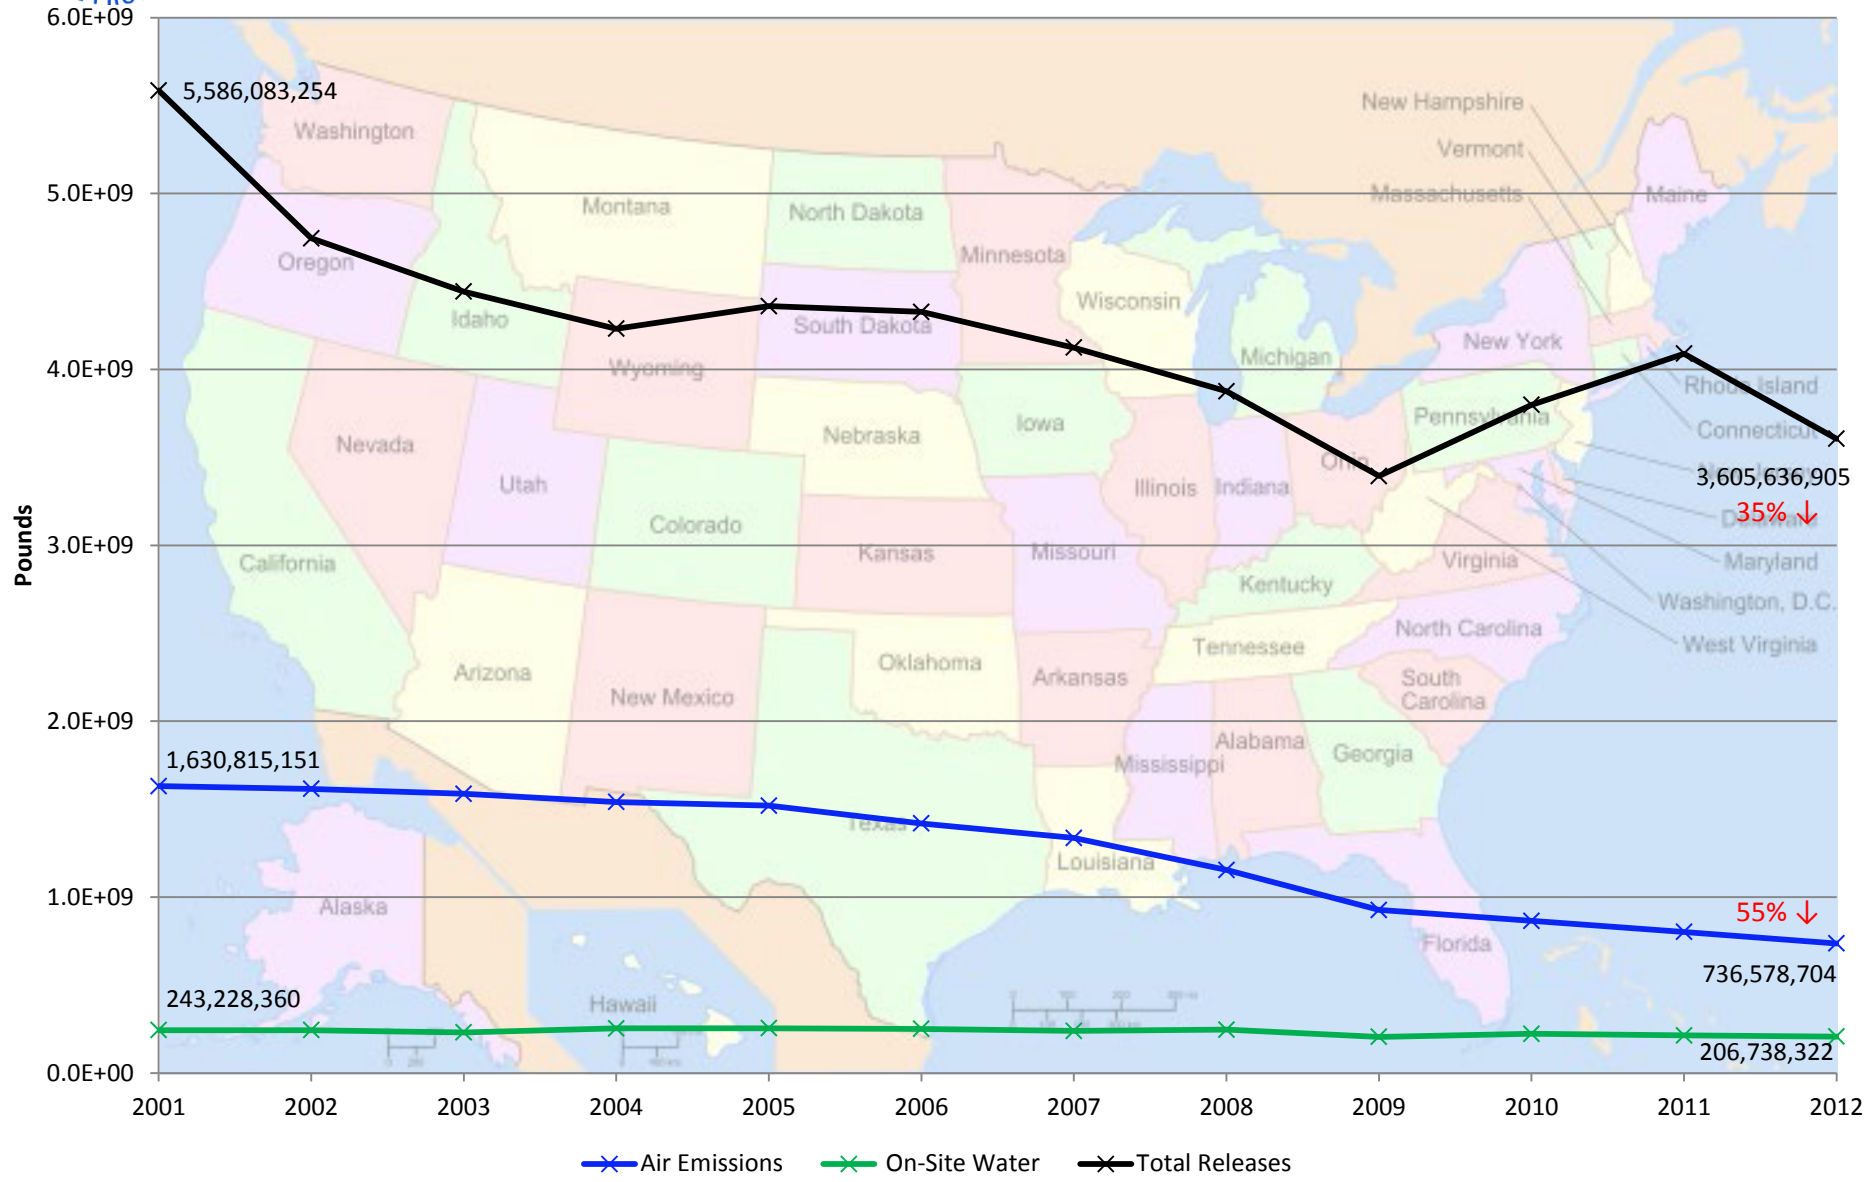 6.0E+09
5,586,083,254
New Hampshire
Washington
Vermont
5.0E+09
Montana
North Dakota
Massachusetts
Maine
Oregon
Minnesota
Idaho
South Dakota
Wisconsin
New York
Michigan
4.0E+09
Wyoming
Rhode Island
Nevada
Nebraska
Iowa
Pennsylvania
Connecticut
Ohio
3,605,636,905
Utah
Illinois
Indiana
35% ↓
Delaware
Colorado
Pounds
3.0E+09
California
Kansas
Missouri
Virginia
Maryland
Kentucky
Washington, D.C.
North Carolina
West Virginia
Tennessee
Arizona
Oklahoma
Arkansas
South
Carolina
New Mexico
2.0E+09
1,630,815,151
Mississippi
Alabama
Georgia
Texas
Louisiana
1.0E+09
Alaska
55% ↓
Florida
736,578,704
243,228,360
Hawaii
206,738,322
0.0E+00
2001 2002 2003 2004 2005 2006 2007 2008 2009 2010 2011 2012
Air Emissions On-Site Water Total Releases